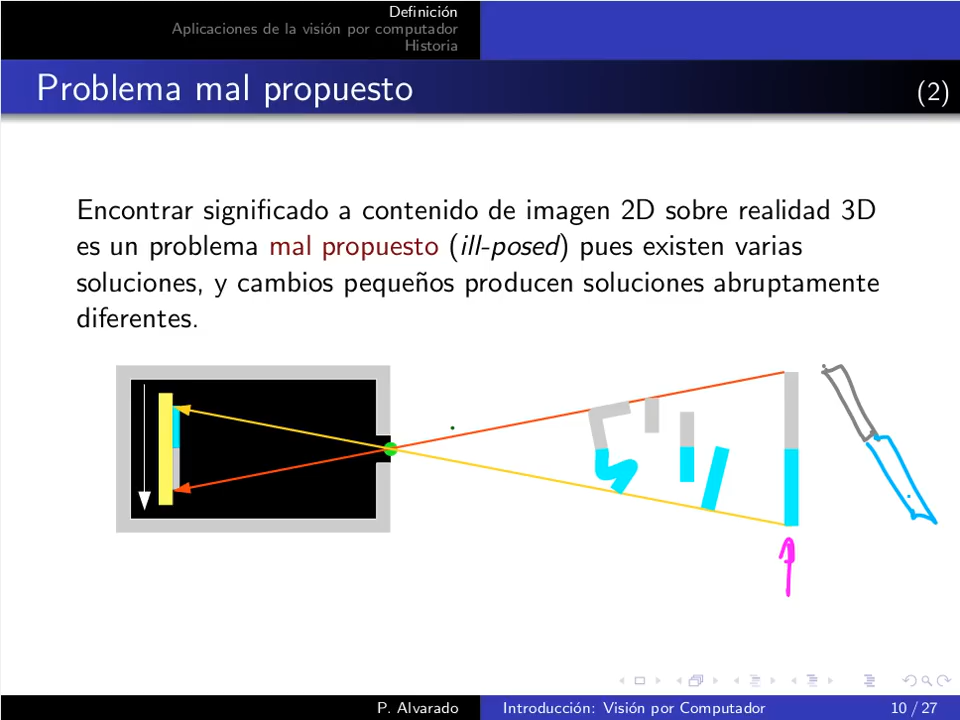 Definición
Aplicaciones de la visión por computador
Historia
Problema mal propuesto (2)
Encontrar significado a contenido de imagen 2D sobre realidad 3D
es un problema mal propuesto (ill-posed) pues existen varias
soluciones, y cambios pequeños producen soluciones abruptamente
diferentes.
P. Alvarado Introducción: Visión por Computador 10 / 27